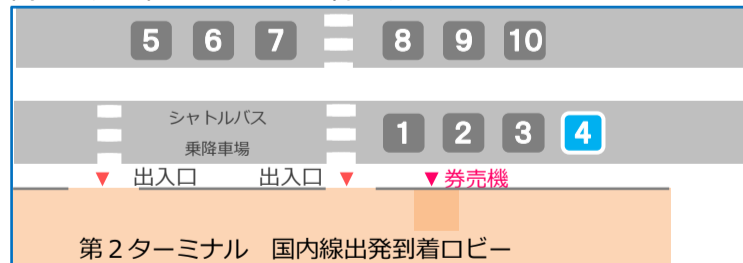 5 6 7 8 9 10
シャトルバス
乗降車場
1 2 3 4
▼ 出入口 出入口 ▼ ▼券売機
第2ターミナル 国内線出発到着ロビー